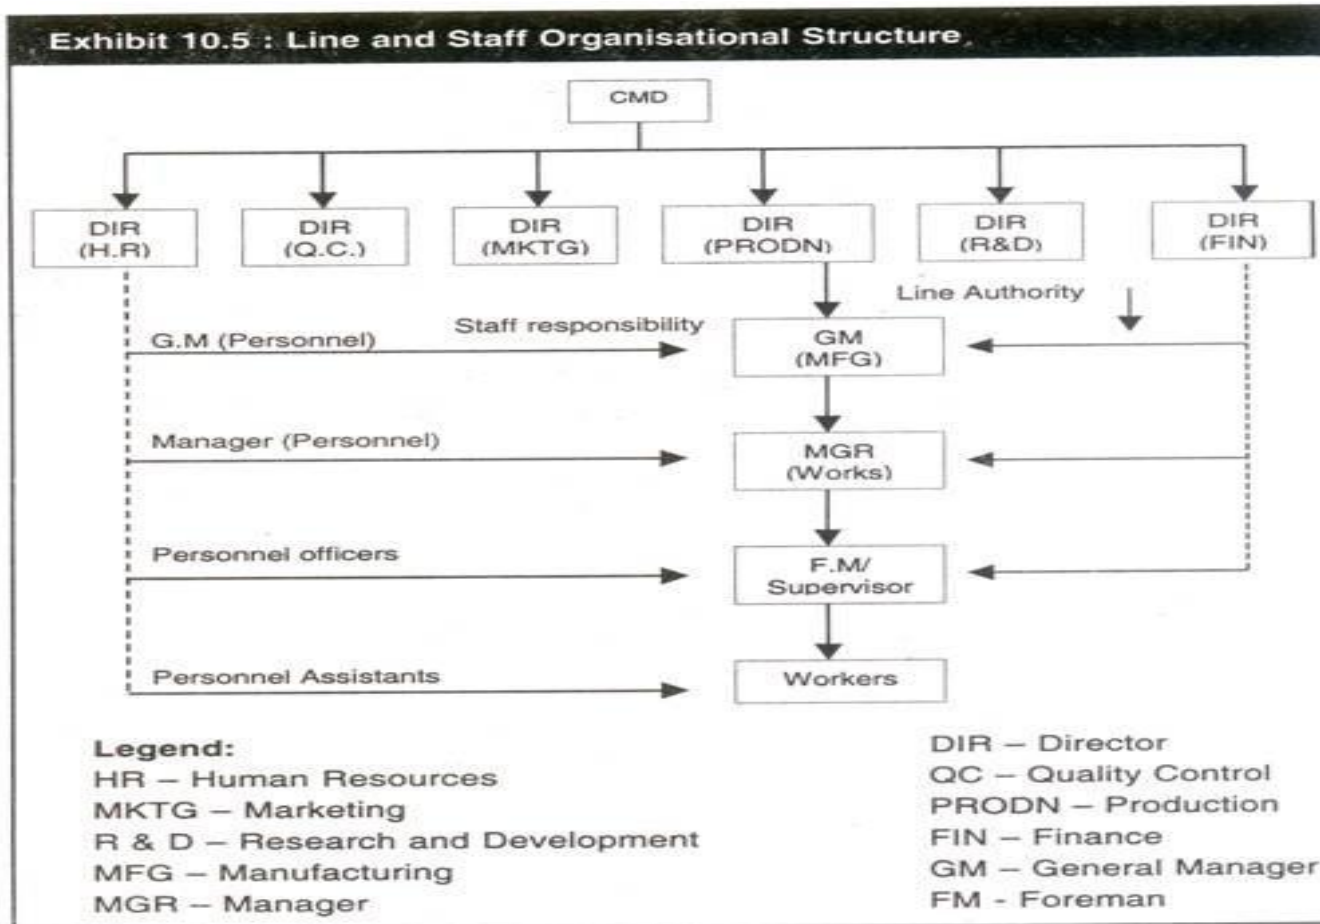 Exhibit 10.5 : Line and Staff Organisational Structure
CMD
DIR
(H.R)
DIR
(Q.C.)
DIR
(MKTG)
DIR
(PRODN)
DIR
(R&D)
DIR
(FIN)
Line Authority
Staff responsibility
G.M (Personnel)
GM
(MFG)
Manager (Personnel)
MGR
(Works)
Personnel officers
F.M/
Supervisor
Personnel Assistants
Workers
Legend:
HR – Human Resources
MKTG – Marketing
R & D – Research and Development
MFG – Manufacturing
MGR – Manager
DIR – Director
QC – Quality Control
PRODN – Production
FIN – Finance
GM – General Manager
FM - Foreman